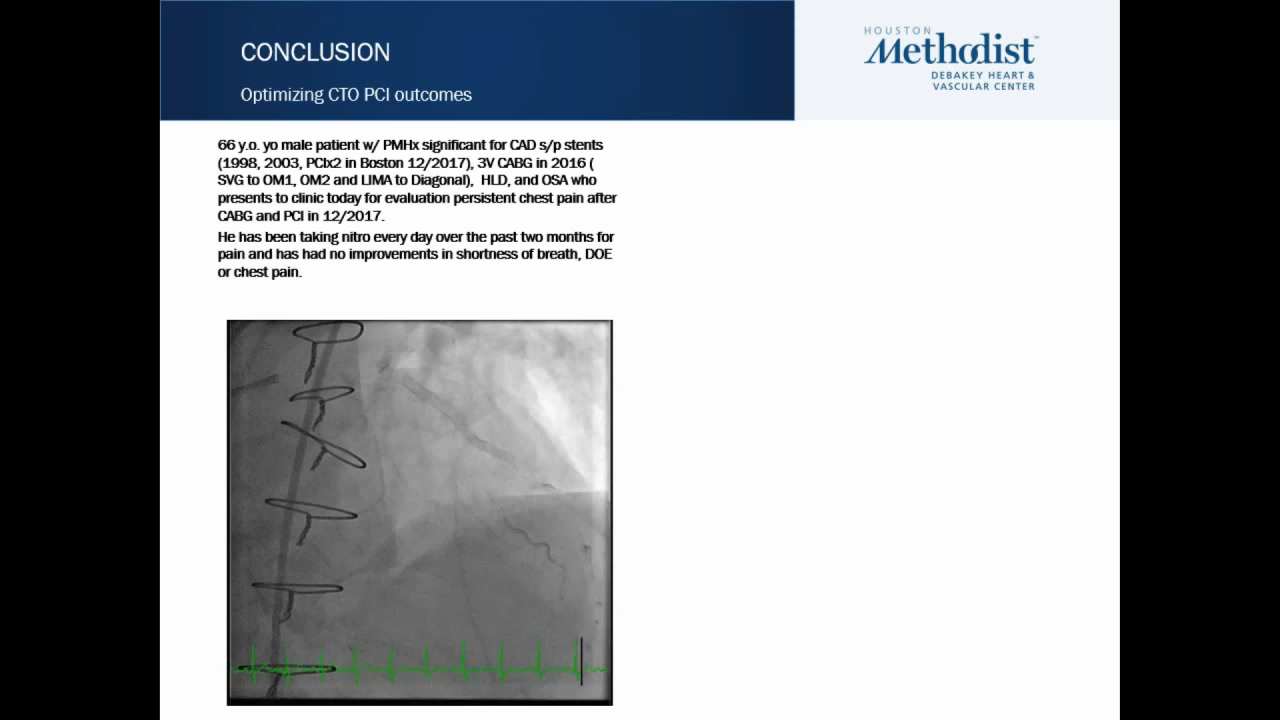 CONCLUSION
Optimizing CTO PCI outcomes
HOUSTON
Methodist™
DEBAKEY HEART &
VASCULAR CENTER
66 y.o. yo male patient w/ PMHx significant for CAD s/p stents
(1998, 2003, PCIx2 in Boston 12/2017), 3V CABG in 2016 (
SVG to OM1, OM2 and LIMA to Diagonal), HLD, and OSA who
presents to clinic today for evaluation persistent chest pain after
CABG and PCI in 12/2017.
He has been taking nitro every day over the past two months for
pain and has had no improvements in shortness of breath, DOE
or chest pain.